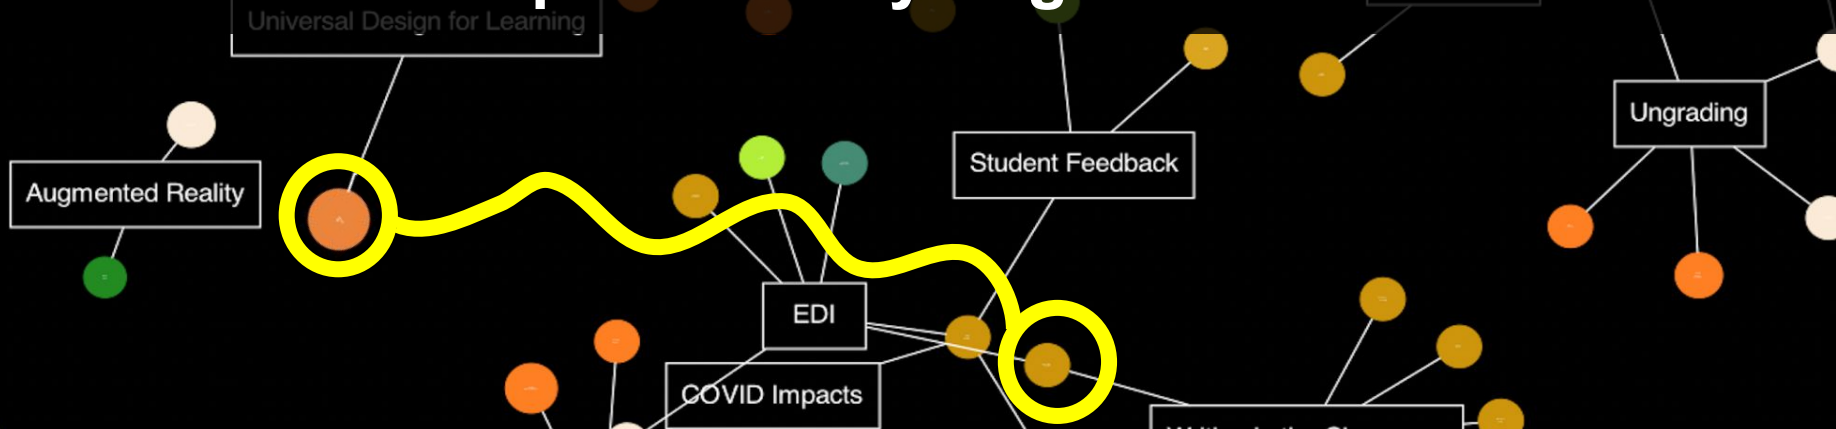 Universal Design for Learning
Ungrading
Student Feedback
Augmented Reality
EDI
COVID Impacts